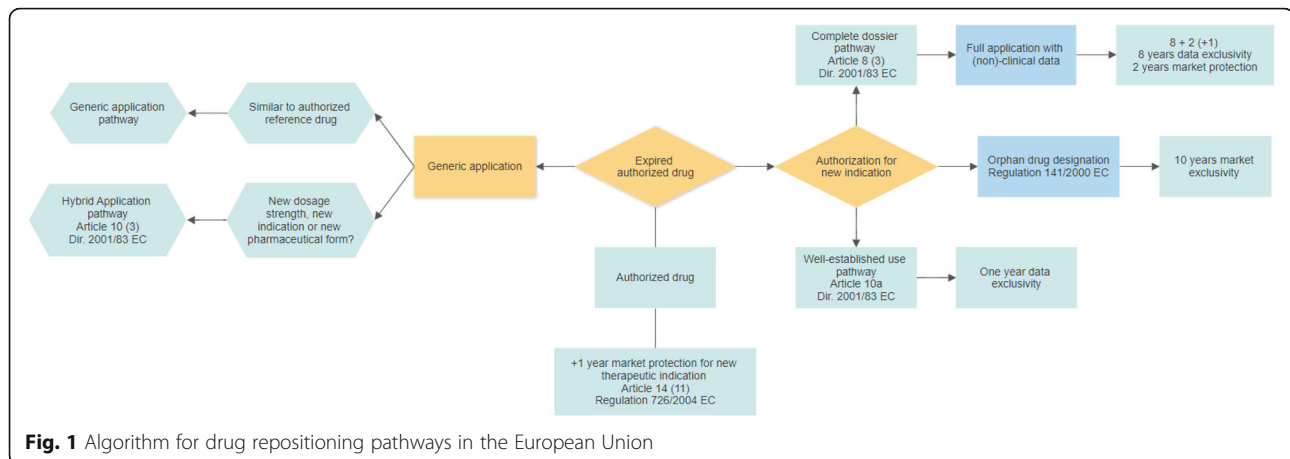 Complete dossier
pathway
Article 8 (3)
Dir. 2001/83 EC
Full application with
(non)-clinical data
8 + 2 (+1)
8 years data exclusivity
2 years market protection
Generic application
pathway
Similar to authorized
reference drug
Generic application
Expired
authorized drug
Authorization for
new indication
Orphan drug designation
Regulation 141/2000 EC
10 years market
exclusivity
Hybrid Application
pathway
Article 10 (3)
Dir. 2001/83 EC
New dosage
strength, new
indication or new
pharmaceutical form?
Authorized drug
Well-established use
pathway
Article 10a
Dir. 2001/83 EC
One year data
exclusivity
+1 year market protection for new
therapeutic indication
Article 14 (11)
Regulation 726/2004 EC
Fig. 1 Algorithm for drug repositioning pathways in the European Union